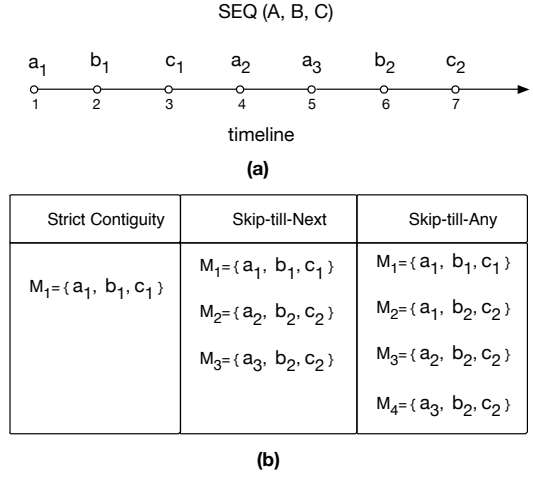 SEQ (A, B, C)
a₁ b₁ c₁ a₂ a₃ b₂ c₂
1 2 3 4 5 6 7
timeline
(a)
Strict Contiguity Skip-till-Next Skip-till-Any
M₁={ a₁, b₁, c₁ } M₁={ a₁, b₁, c₁ } M₁={ a₁, b₁, c₁ }
M₂={ a₂, b₂, c₂ } M₂={ a₁, b₂, c₂ }
M₃={ a₃, b₂, c₂ } M₃={ a₂, b₂, c₂ }
M₄={ a₃, b₂, c₂ }
(b)